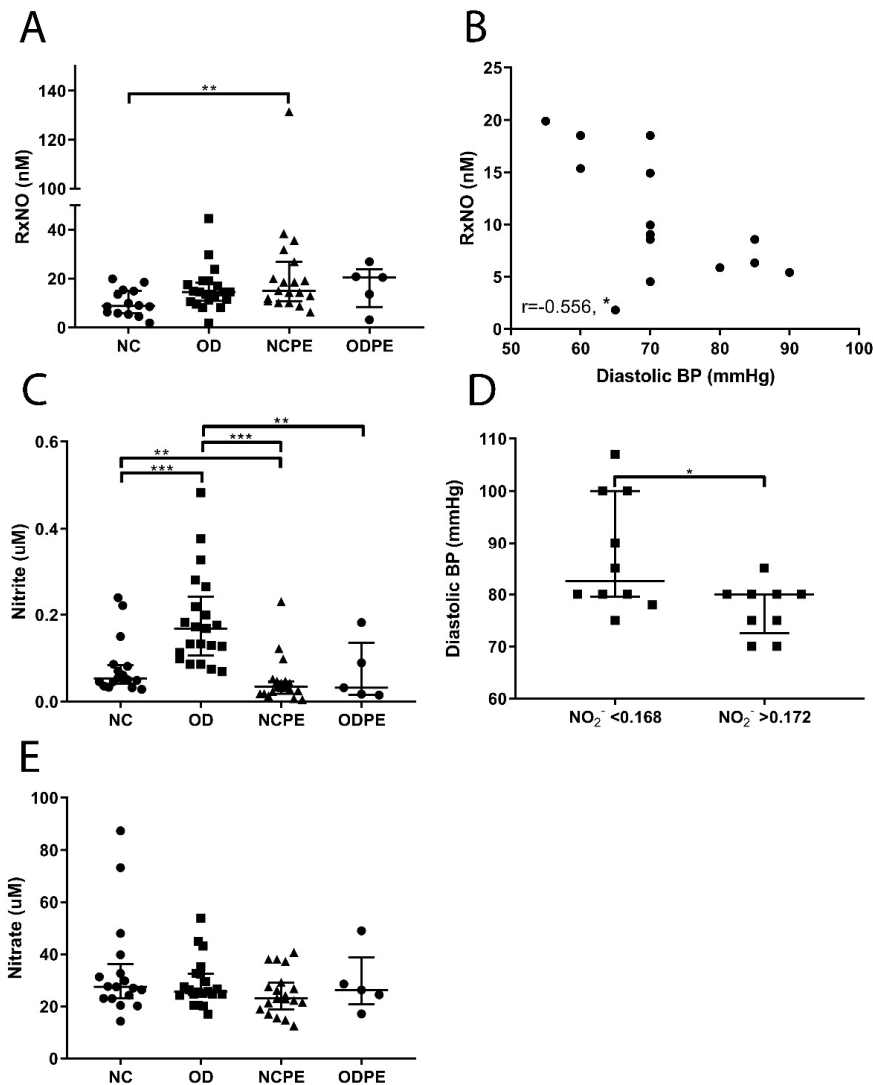 A
RxNO (nM)
140
120
100
40
20
0
**
NC OD NCPE ODPE
B
RxNO (nM)
25
20
15
10
5
0
r=-0.556, *
50 60 70 80 90 100
Diastolic BP (mmHg)
C
Nitrite (uM)
0.6
0.4
0.2
0.0
**
***
**
***
NC OD NCPE ODPE
D
Diastolic BP (mmHg)
110
100
90
80
70
60
*
NO₂⁻ <0.168 NO₂⁻ >0.172
E
Nitrate (uM)
100
80
60
40
20
0
NC OD NCPE ODPE